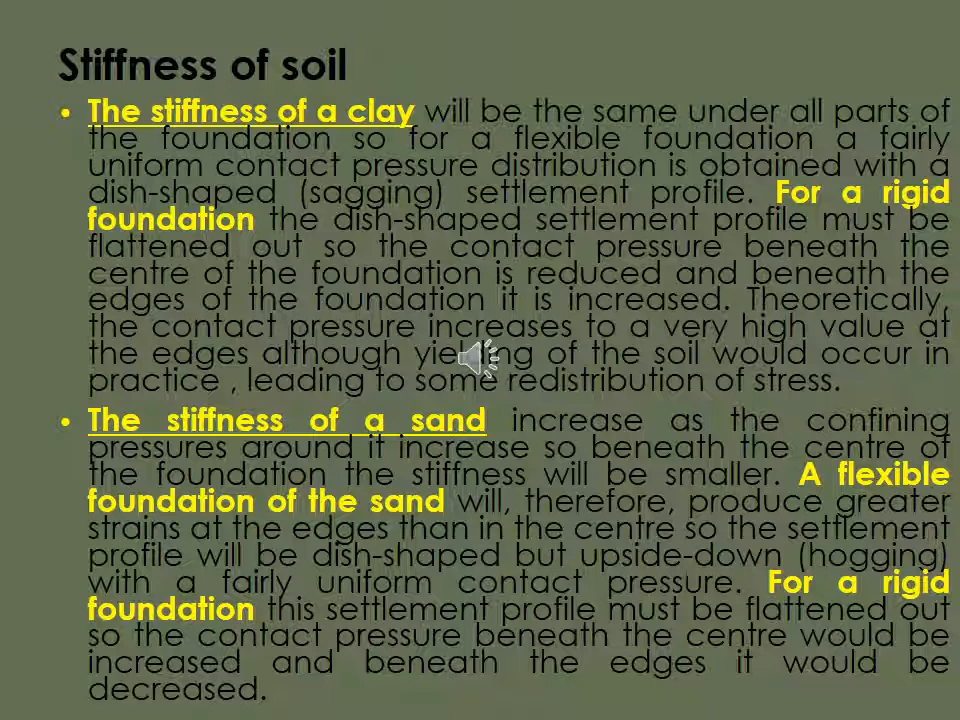 Stiffness of soil
• The stiffness of a clay will be the same under all parts of
the foundation so for a flexible foundation a fairly
uniform contact pressure distribution is obtained with a
dish-shaped (sagging) settlement profile. For a rigid
foundation the dish-shaped settlement profile must be
flattened out so the contact pressure beneath the
centre of the foundation is reduced and beneath the
edges of the foundation it is increased. Theoretically,
the contact pressure increases to a very high value at
the edges although yielding of the soil would occur in
practice , leading to some redistribution of stress.
• The stiffness of a sand increase as the confining
pressures around it increase so beneath the centre of
the foundation the stiffness will be smaller. A flexible
foundation of the sand will, therefore, produce greater
strains at the edges than in the centre so the settlement
profile will be dish-shaped but upside-down (hogging)
with a fairly uniform contact pressure. For a rigid
foundation this settlement profile must be flattened out
so the contact pressure beneath the centre would be
increased and beneath the edges it would be
decreased.